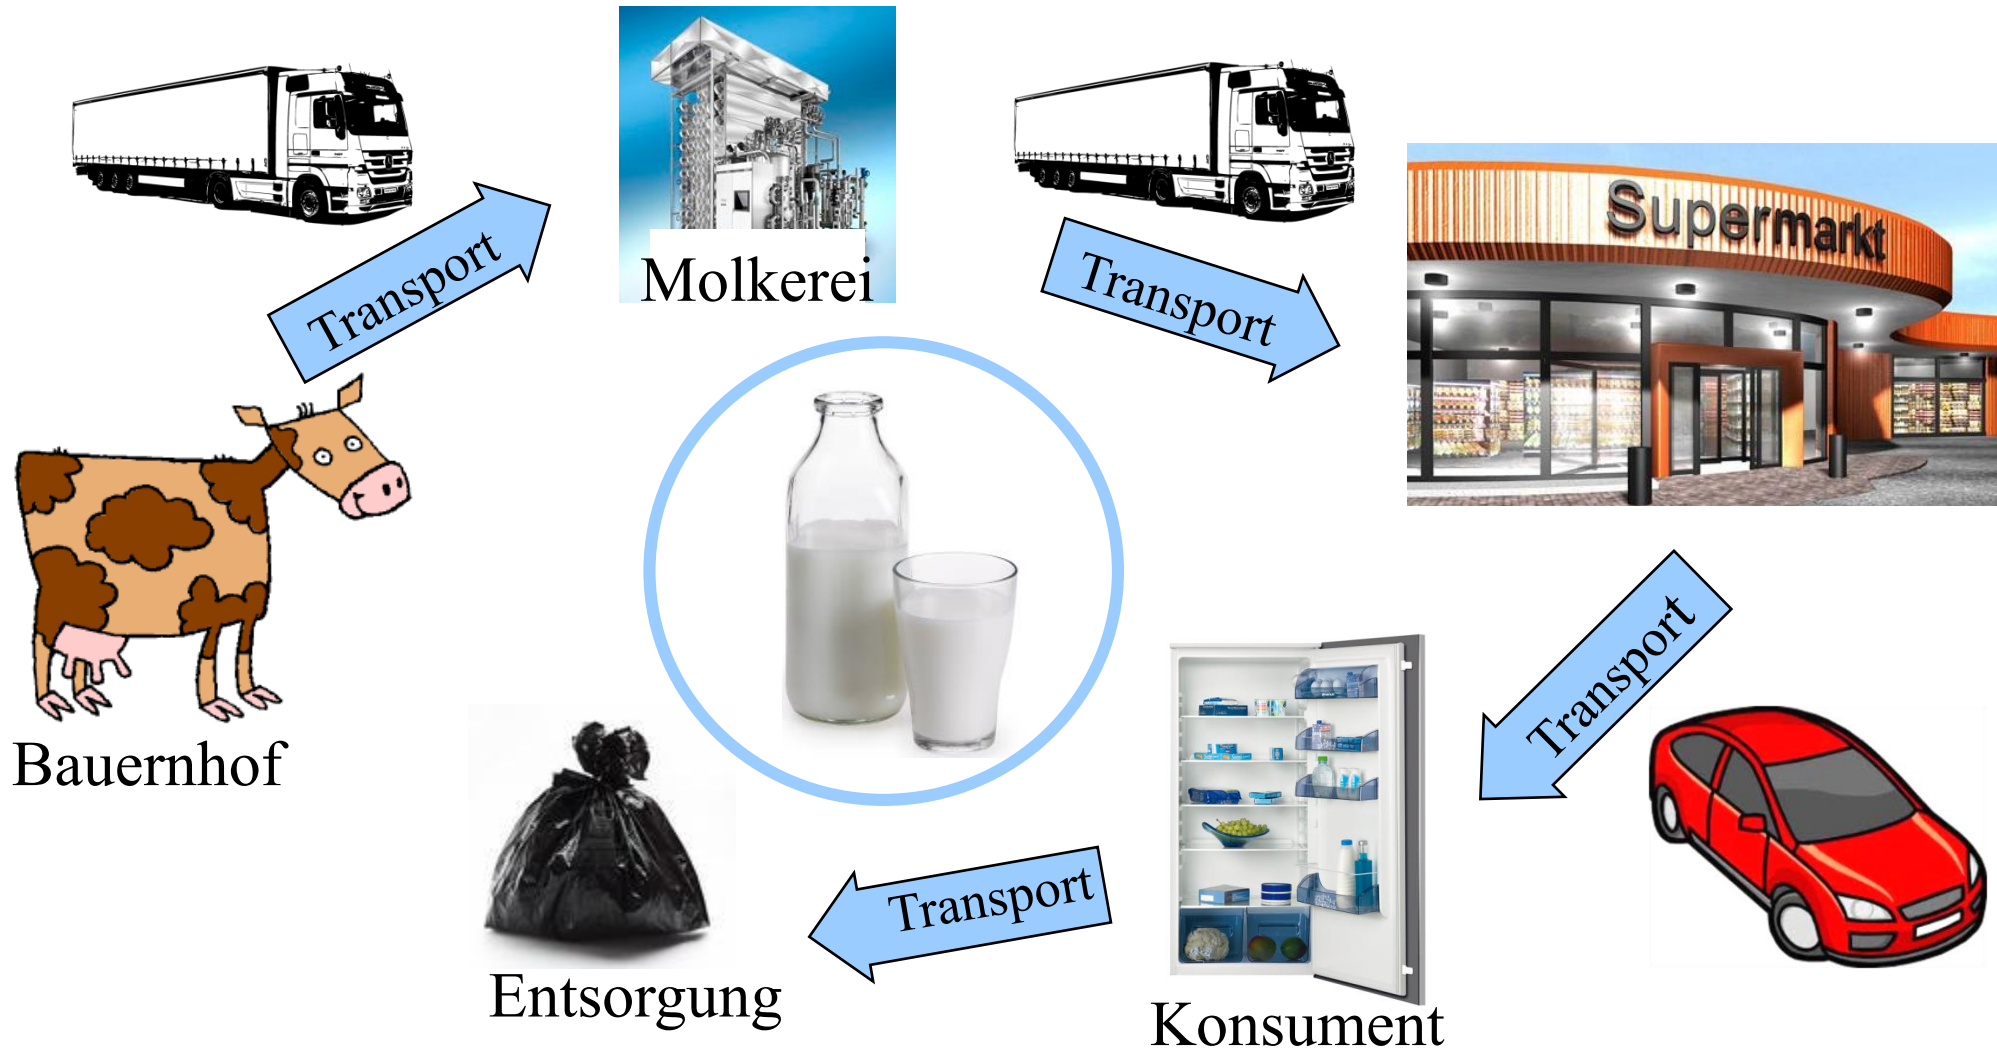 Transport
Molkerei
Transport
Supermarkt
Bauernhof
Transport
Transport
Entsorgung
Konsument